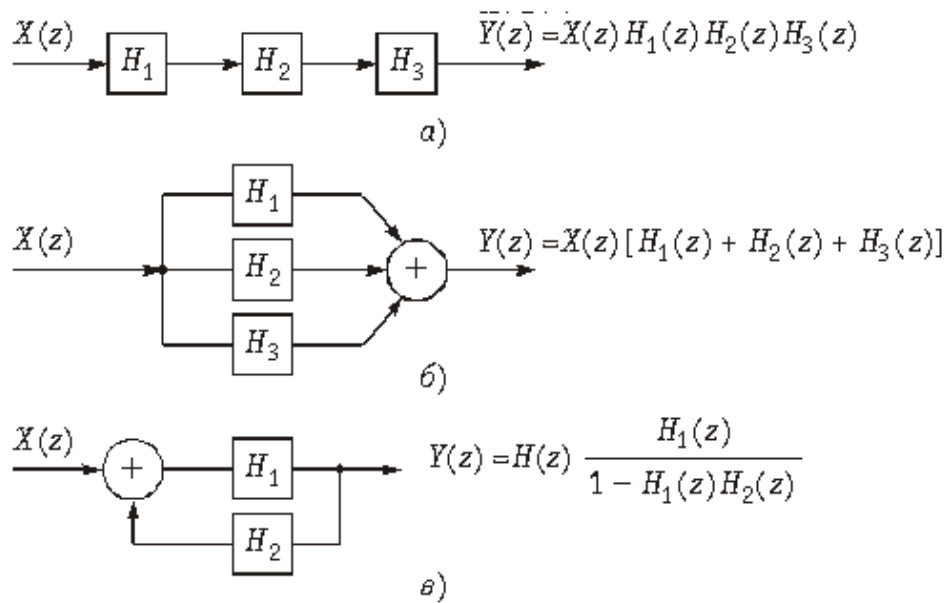 X(z) H₁ H₂ H₃ Y(z) = X(z) H₁(z) H₂(z) H₃(z)
а)
H₁
X(z) H₂ + Y(z) = X(z) [H₁(z) + H₂(z) + H₃(z)]
H₃
б)
X(z) + H₁ Y(z) = H(z) H₁(z) / 1 − H₁(z) H₂(z)
H₂
в)